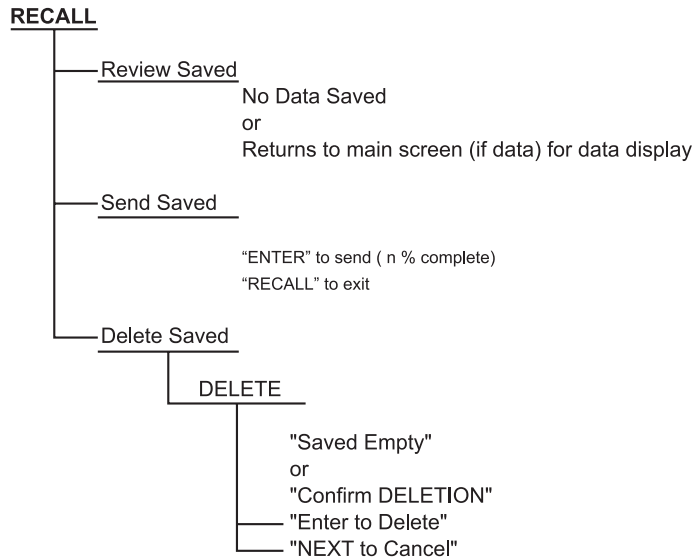 RECALL
Review Saved
No Data Saved
or
Returns to main screen (if data) for data display
Send Saved
“ENTER” to send ( n % complete)
“RECALL” to exit
Delete Saved
DELETE
"Saved Empty"
or
"Confirm DELETION"
"Enter to Delete"
"NEXT to Cancel"